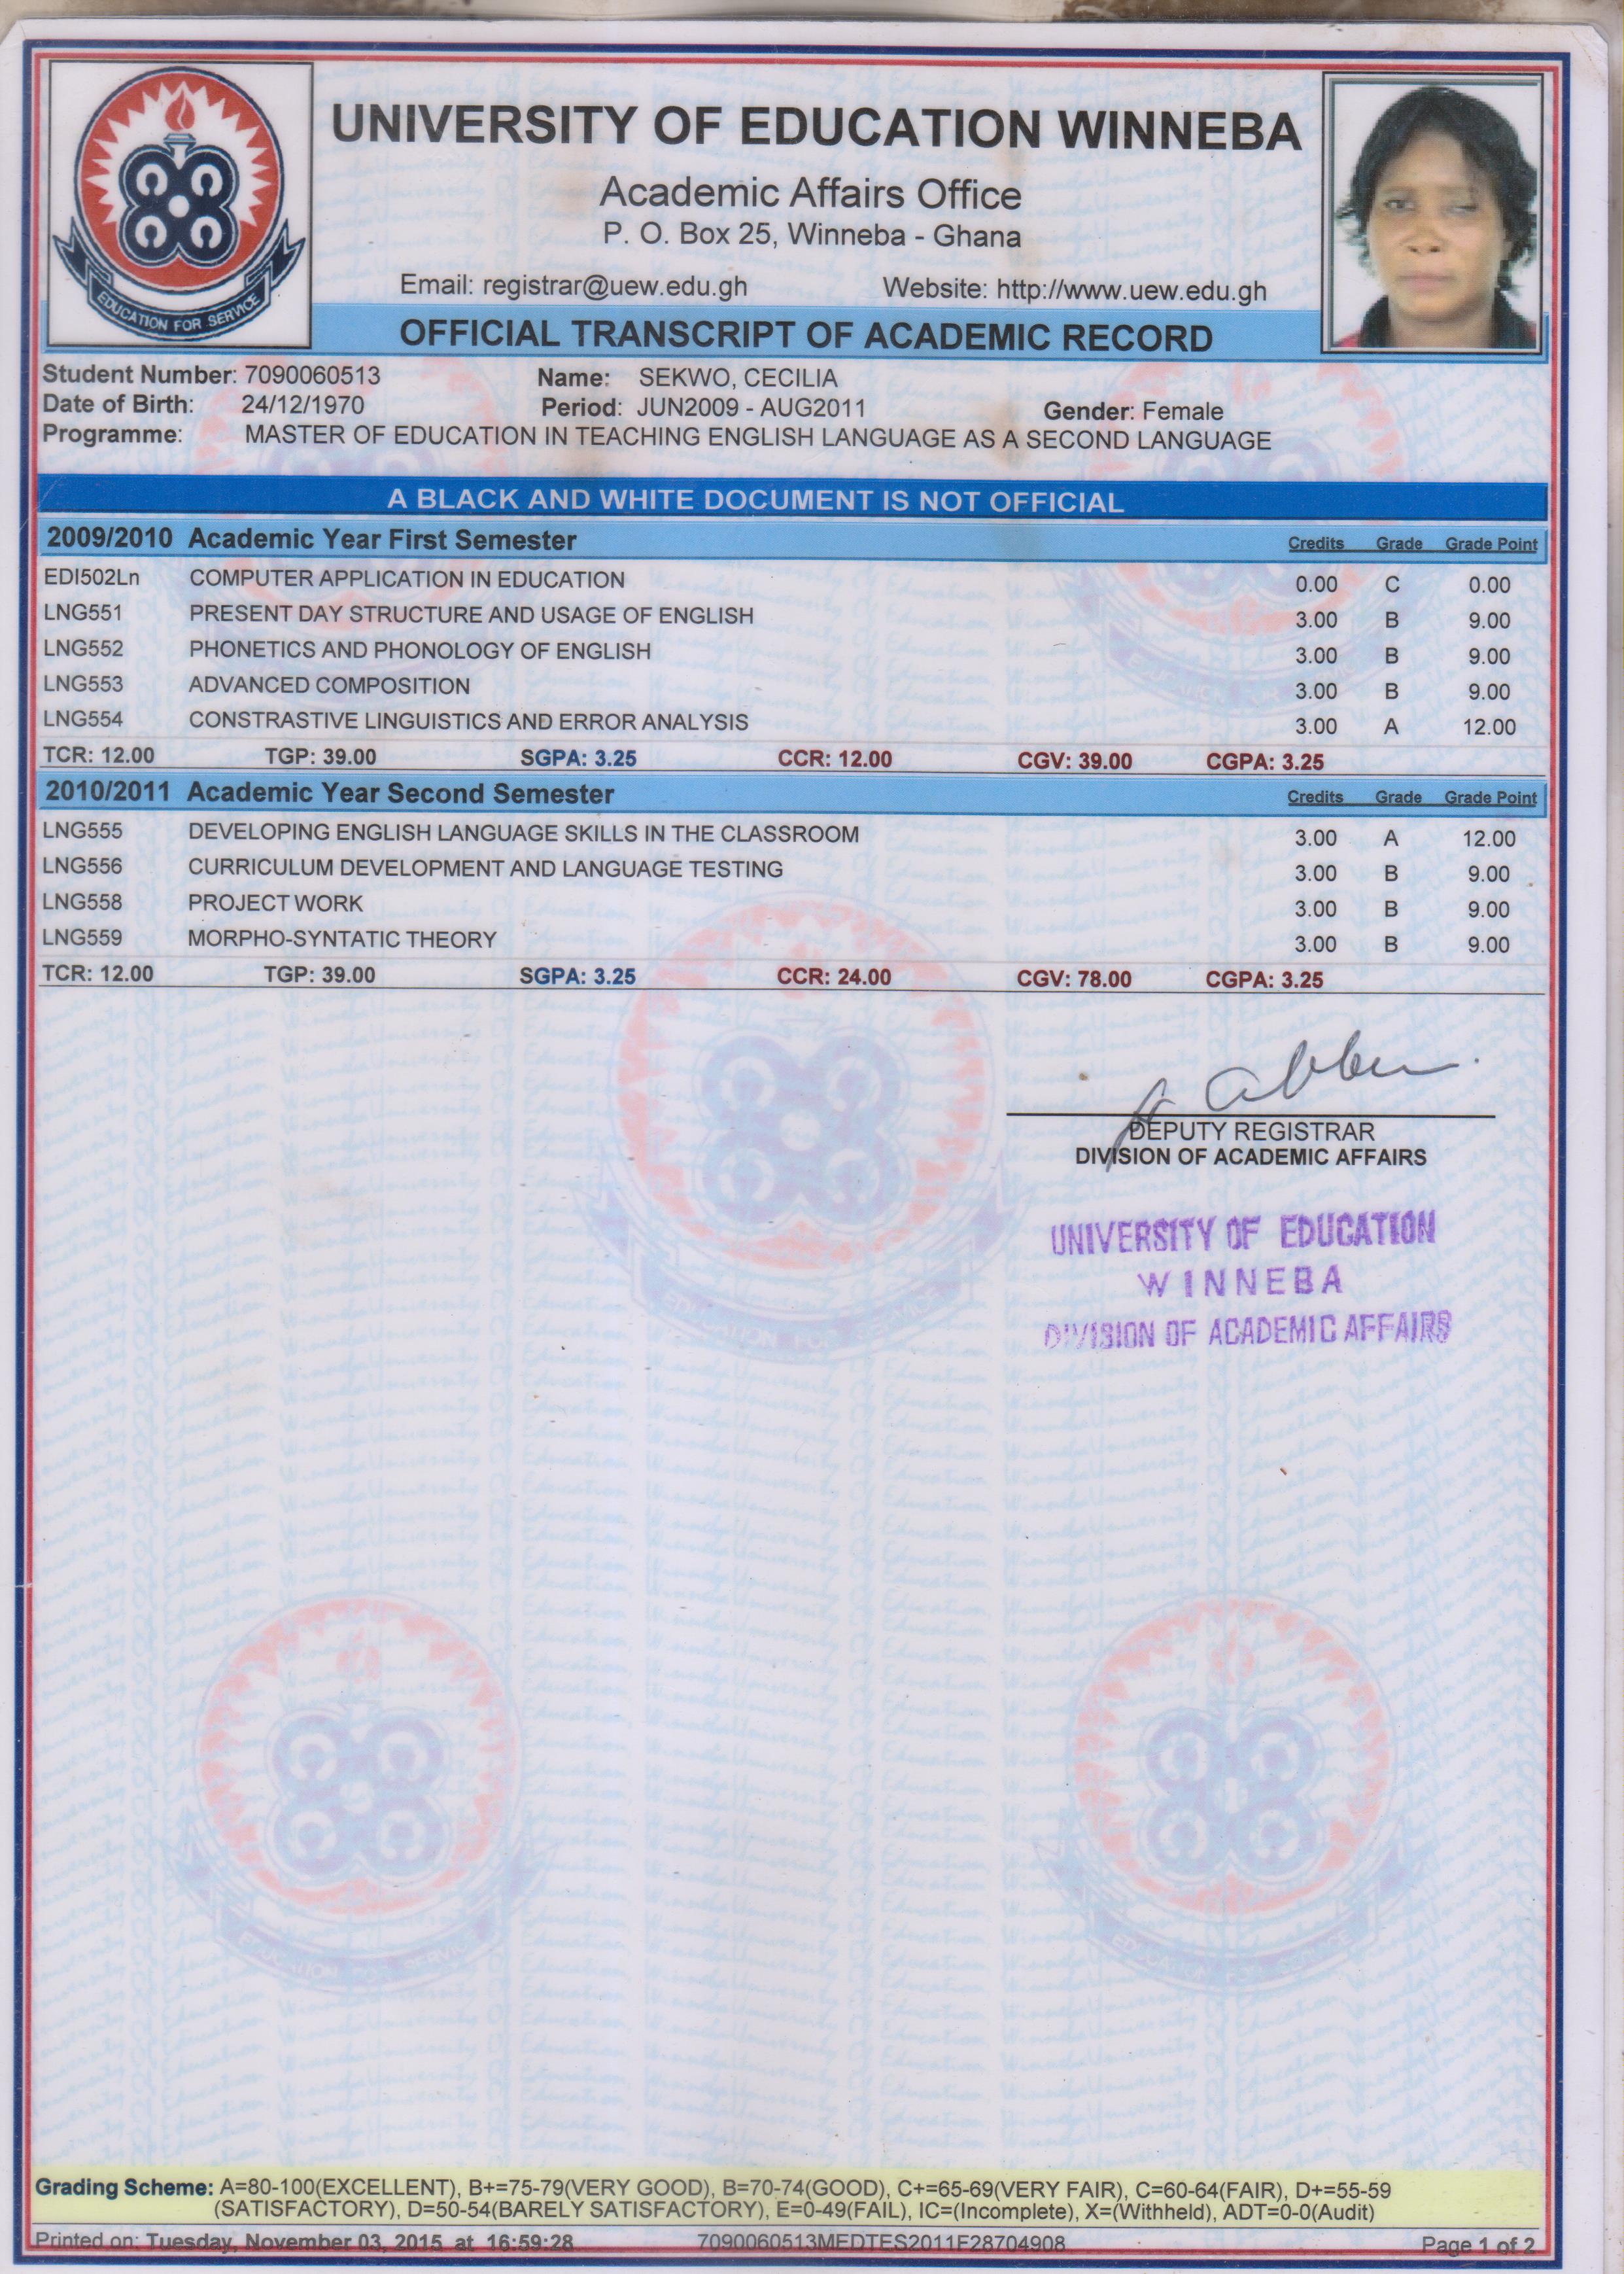 UNIVERSITY OF EDUCATION WINNEBA
Academic Affairs Office
P. O. Box 25, Winneba - Ghana
Email: registrar@uew.edu.gh Website: http://www.uew.edu.gh
EDUCATION FOR SERVICE
OFFICIAL TRANSCRIPT OF ACADEMIC RECORD
Student Number: 7090060513 Name: SEKWO, CECILIA
Date of Birth: 24/12/1970 Period: JUN2009 - AUG2011 Gender: Female
Programme: MASTER OF EDUCATION IN TEACHING ENGLISH LANGUAGE AS A SECOND LANGUAGE
A BLACK AND WHITE DOCUMENT IS NOT OFFICIAL
2009/2010 Academic Year First Semester Credits Grade Grade Point
EDI502Ln COMPUTER APPLICATION IN EDUCATION 0.00 C 0.00
LNG551 PRESENT DAY STRUCTURE AND USAGE OF ENGLISH 3.00 B 9.00
LNG552 PHONETICS AND PHONOLOGY OF ENGLISH 3.00 B 9.00
LNG553 ADVANCED COMPOSITION 3.00 B 9.00
LNG554 CONSTRASTIVE LINGUISTICS AND ERROR ANALYSIS 3.00 A 12.00
TCR: 12.00 TGP: 39.00 SGPA: 3.25 CCR: 12.00 CGV: 39.00 CGPA: 3.25
2010/2011 Academic Year Second Semester Credits Grade Grade Point
LNG555 DEVELOPING ENGLISH LANGUAGE SKILLS IN THE CLASSROOM 3.00 A 12.00
LNG556 CURRICULUM DEVELOPMENT AND LANGUAGE TESTING 3.00 B 9.00
LNG558 PROJECT WORK 3.00 B 9.00
LNG559 MORPHO-SYNTATIC THEORY 3.00 B 9.00
TCR: 12.00 TGP: 39.00 SGPA: 3.25 CCR: 24.00 CGV: 78.00 CGPA: 3.25
DEPUTY REGISTRAR
DIVISION OF ACADEMIC AFFAIRS
UNIVERSITY OF EDUCATION
WINNEBA
DIVISION OF ACADEMIC AFFAIRS
Grading Scheme: A=80-100(EXCELLENT), B+=75-79(VERY GOOD), B=70-74(GOOD), C+=65-69(VERY FAIR), C=60-64(FAIR), D+=55-59
(SATISFACTORY), D=50-54(BARELY SATISFACTORY), E=0-49(FAIL), IC=(Incomplete), X=(Withheld), ADT=0-0(Audit)
Printed on: Tuesday, November 03, 2015 at 16:59:28 7090060513MEDTES2011F28704908 Page 1 of 2